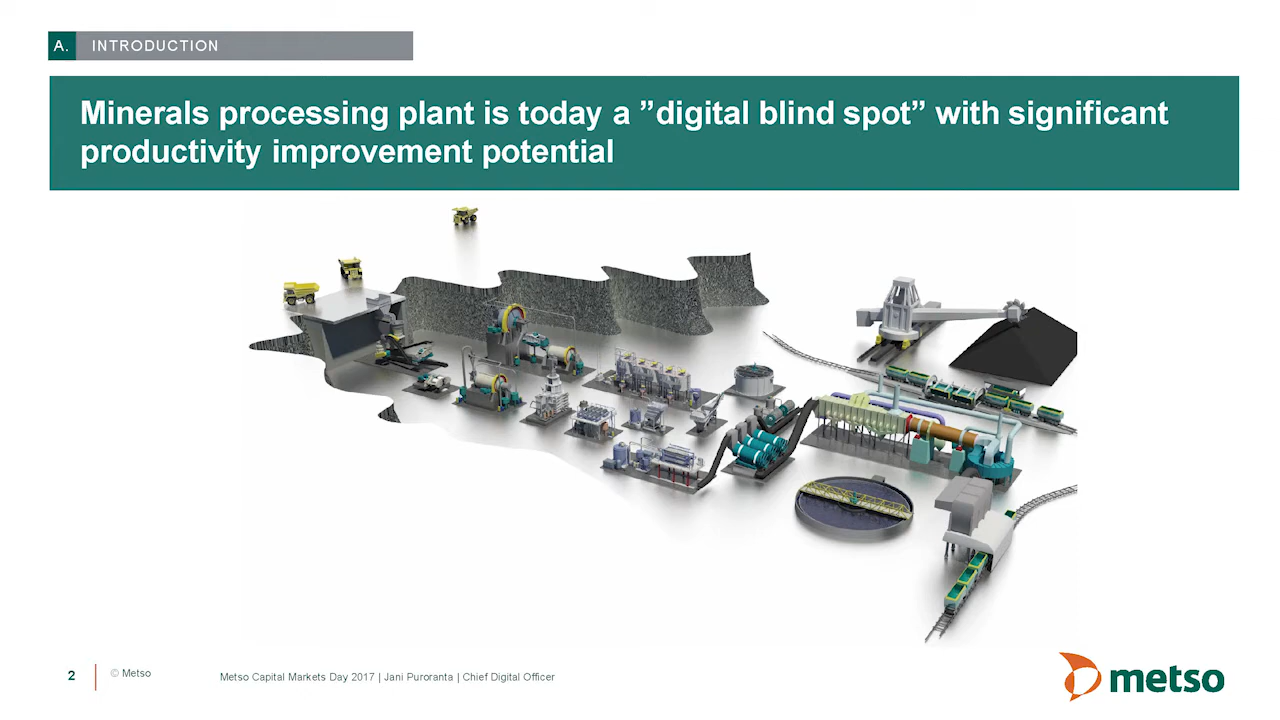 A. INTRODUCTION
Minerals processing plant is today a ”digital blind spot” with significant
productivity improvement potential
2
© Metso
Metso Capital Markets Day 2017 | Jani Puroranta | Chief Digital Officer
metso